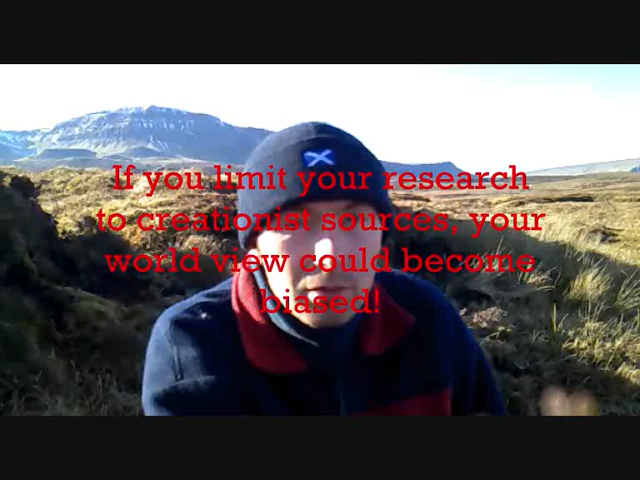 If you limit your research
to creationist sources, your
world view could become
biased!